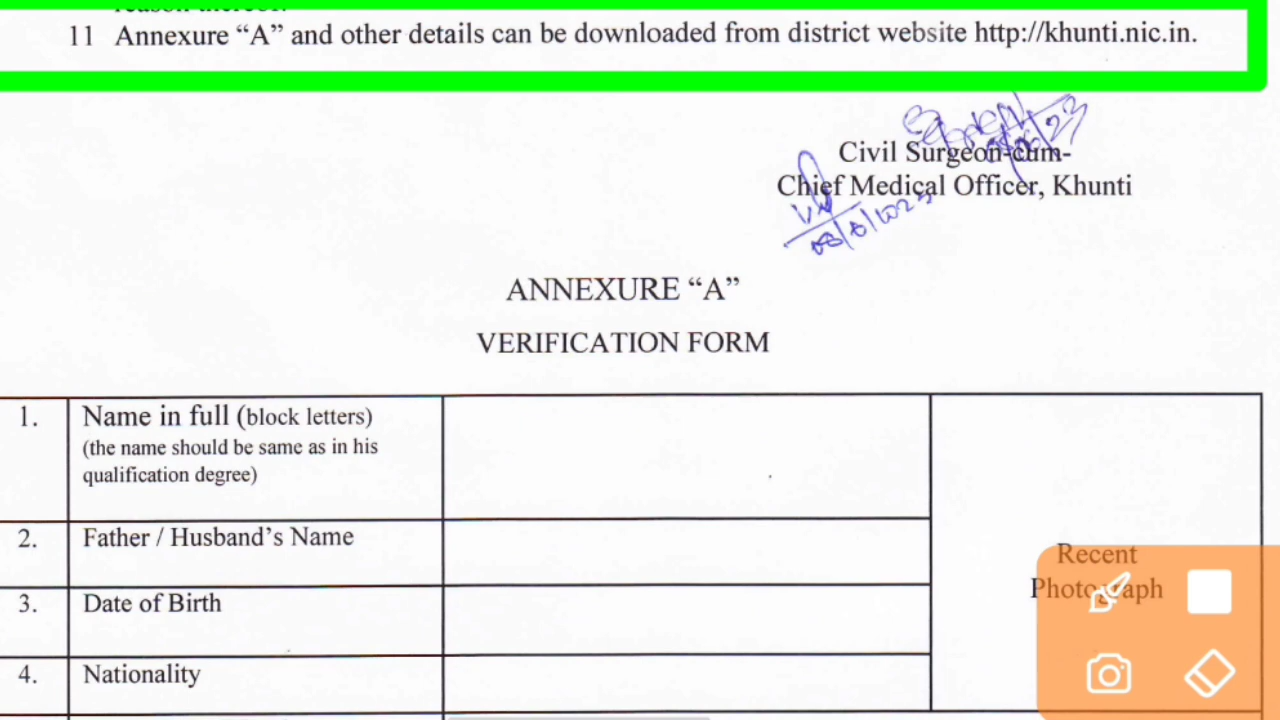 11 Annexure “A” and other details can be downloaded from district website http://khunti.nic.in.
Civil Surgeon-cum-
Chief Medical Officer, Khunti
ANNEXURE “A”
VERIFICATION FORM
1. Name in full (block letters)
(the name should be same as in his
qualification degree)
2. Father / Husband’s Name
3. Date of Birth
4. Nationality
Recent
Photograph